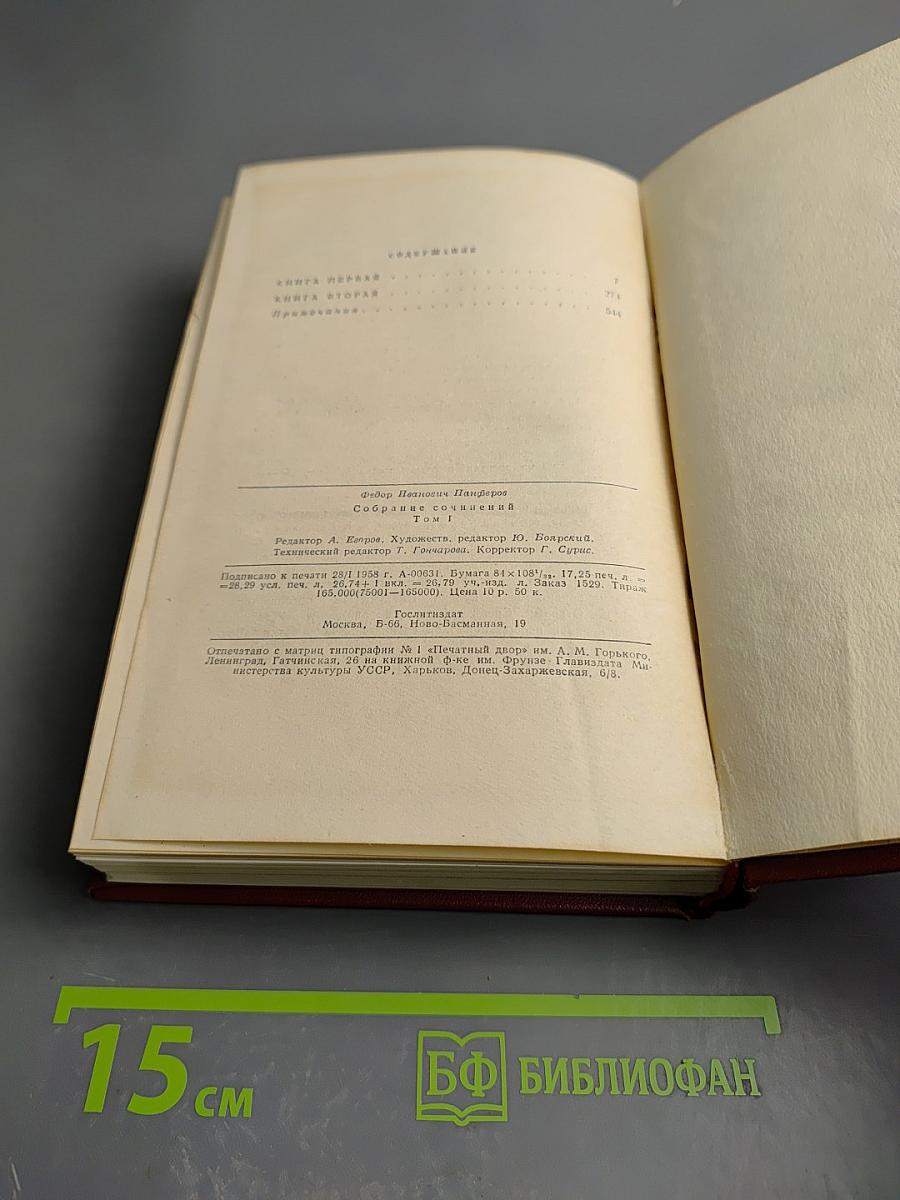 СОДЕРЖАНИЕ
КНИГА ПЕРВАЯ . . . . . . . . . . . . 7
КНИГА ВТОРАЯ . . . . . . . . . . . . 274
Примечания . . . . . . . . . . . . . 544
Федор Иванович Панферов
Собрание сочинений
Том I
Редактор А. Егоров. Художеств. редактор Ю. Боярский.
Технический редактор Т. Гончарова. Корректор Г. Сурис.
Подписано к печати 28/I 1958 г. А-00631. Бумага 84×108¹/₃₂. 17,25 печ. л. =
=28,29 усл. печ. л. 26,74+1 вкл. = 26,79 уч.-изд. л. Заказ 1529. Тираж
165.000(75001—165000). Цена 10 р. 50 к.
Гослитиздат
Москва, Б-66, Ново-Басманная, 19
Отпечатано с матриц типографии № 1 «Печатный двор» им. А. М. Горького,
Ленинград, Гатчинская, 26 на книжной ф-ке им. Фрунзе Главиздата Ми-
нистерства культуры УССР, Харьков, Донец-Захаржевская, 6/8.
15 см
БФ БИБЛИОФАН